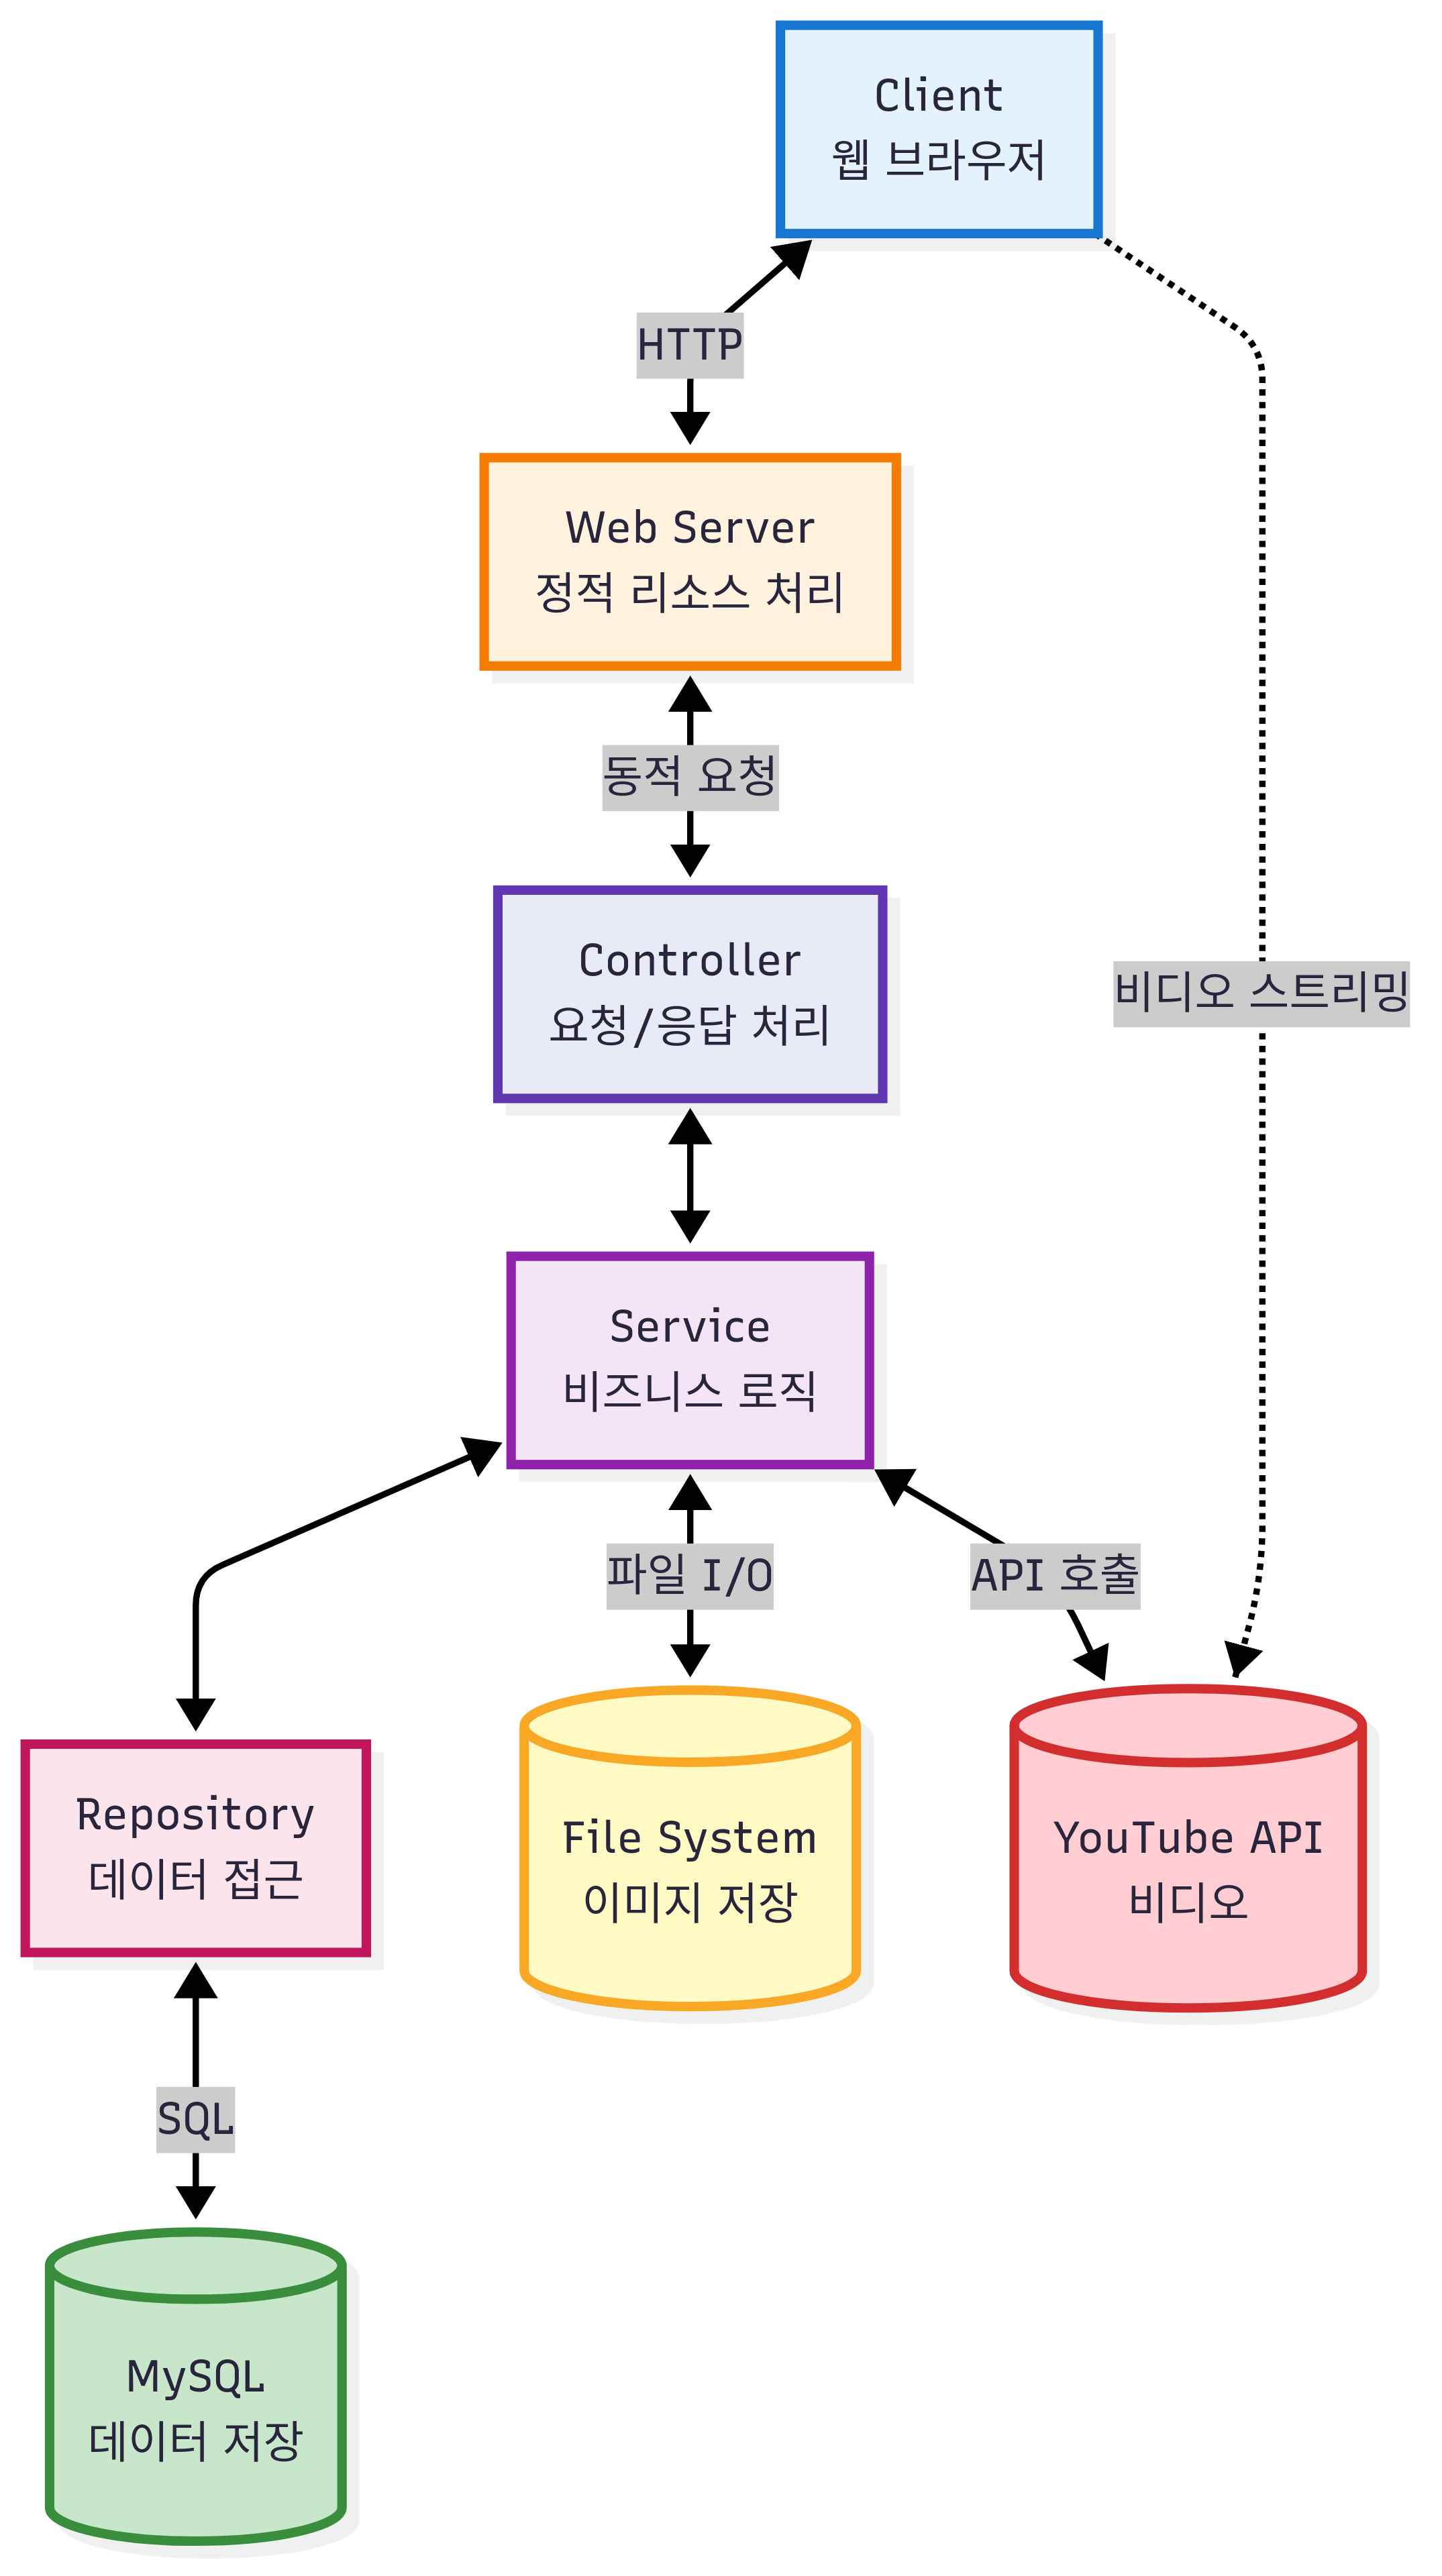 Client
웹 브라우저
HTTP
Web Server
정적 리소스 처리
동적 요청
Controller
요청/응답 처리
비디오 스트리밍
Service
비즈니스 로직
파일 I/O
API 호출
Repository
데이터 접근
File System
이미지 저장
YouTube API
비디오
SQL
MySQL
데이터 저장